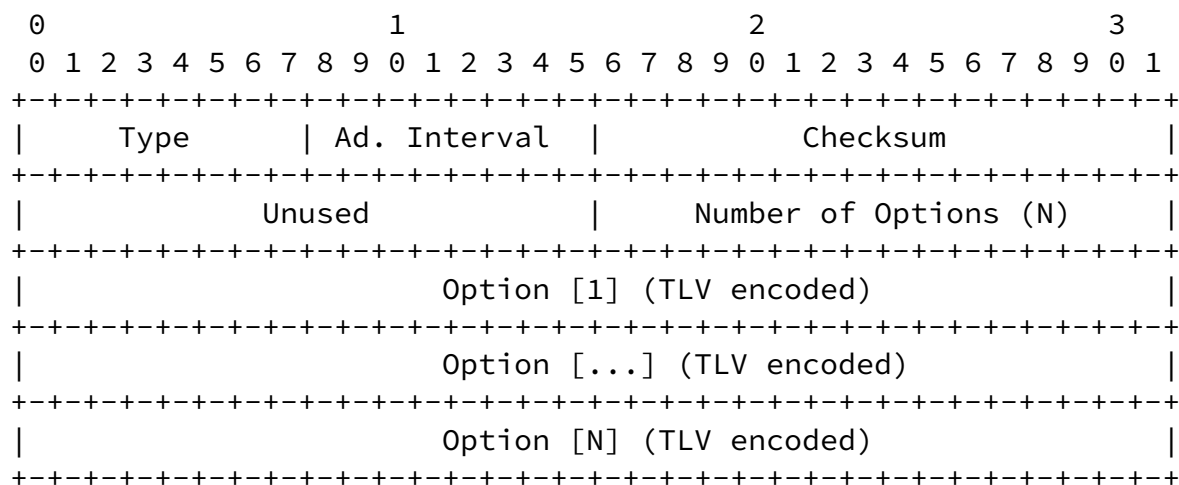 0                   1                   2                   3
 0 1 2 3 4 5 6 7 8 9 0 1 2 3 4 5 6 7 8 9 0 1 2 3 4 5 6 7 8 9 0 1
+-+-+-+-+-+-+-+-+-+-+-+-+-+-+-+-+-+-+-+-+-+-+-+-+-+-+-+-+-+-+-+-+
|     Type      | Ad. Interval  |           Checksum            |
+-+-+-+-+-+-+-+-+-+-+-+-+-+-+-+-+-+-+-+-+-+-+-+-+-+-+-+-+-+-+-+-+
|             Unused            |     Number of Options (N)     |
+-+-+-+-+-+-+-+-+-+-+-+-+-+-+-+-+-+-+-+-+-+-+-+-+-+-+-+-+-+-+-+-+
|                       Option [1] (TLV encoded)                |
+-+-+-+-+-+-+-+-+-+-+-+-+-+-+-+-+-+-+-+-+-+-+-+-+-+-+-+-+-+-+-+-+
|                       Option [...] (TLV encoded)              |
+-+-+-+-+-+-+-+-+-+-+-+-+-+-+-+-+-+-+-+-+-+-+-+-+-+-+-+-+-+-+-+-+
|                       Option [N] (TLV encoded)                |
+-+-+-+-+-+-+-+-+-+-+-+-+-+-+-+-+-+-+-+-+-+-+-+-+-+-+-+-+-+-+-+-+